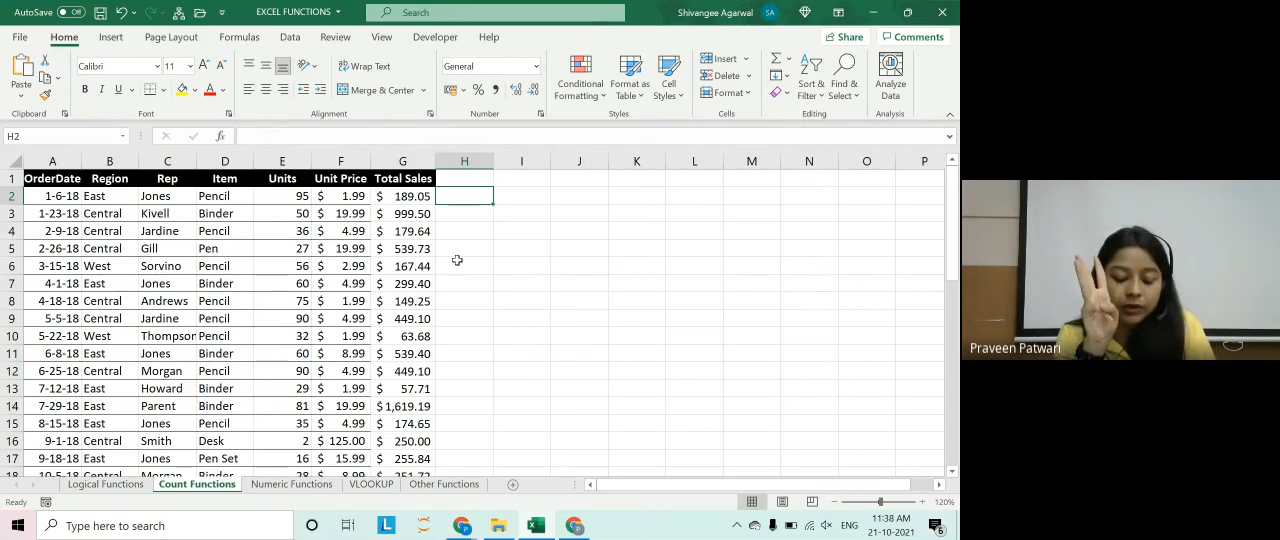 AutoSave Off EXCEL FUNCTIONS Search Shivangee Agarwal SA
File Home Insert Page Layout Formulas Data Review View Developer Help Share Comments
Calibri 11 Wrap Text General Insert
Paste Merge & Center Conditional Formatting Format as Table Cell Styles Delete Format Sort & Filter Find & Select Analyze Data
Clipboard Font Alignment Number Styles Cells Editing Analysis
H2 fx
A B C D E F G H I J K L M N O P
1 OrderDate Region Rep Item Units Unit Price Total Sales
2 1-6-18 East Jones Pencil 95 $ 1.99 $ 189.05
3 1-23-18 Central Kivell Binder 50 $ 19.99 $ 999.50
4 2-9-18 Central Jardine Pencil 36 $ 4.99 $ 179.64
5 2-26-18 Central Gill Pen 27 $ 19.99 $ 539.73
6 3-15-18 West Sorvino Pencil 56 $ 2.99 $ 167.44
7 4-1-18 East Jones Binder 60 $ 4.99 $ 299.40
8 4-18-18 Central Andrews Pencil 75 $ 1.99 $ 149.25
9 5-5-18 Central Jardine Pencil 90 $ 4.99 $ 449.10
10 5-22-18 West Thompson Pencil 32 $ 1.99 $ 63.68
11 6-8-18 East Jones Binder 60 $ 8.99 $ 539.40
12 6-25-18 Central Morgan Pencil 90 $ 4.99 $ 449.10
13 7-12-18 East Howard Binder 29 $ 1.99 $ 57.71
14 7-29-18 East Parent Binder 81 $ 19.99 $ 1,619.19
15 8-15-18 East Jones Pencil 35 $ 4.99 $ 174.65
16 9-1-18 Central Smith Desk 2 $ 125.00 $ 250.00
17 9-18-18 East Jones Pen Set 16 $ 15.99 $ 255.84
18 10-5-18 Central Morgan Binder 28 $ 8.99 $ 251.72
Praveen Patwari
Logical Functions Count Functions Numeric Functions VLOOKUP Other Functions
Ready 120%
Type here to search ENG 11:38 AM
21-10-2021 6